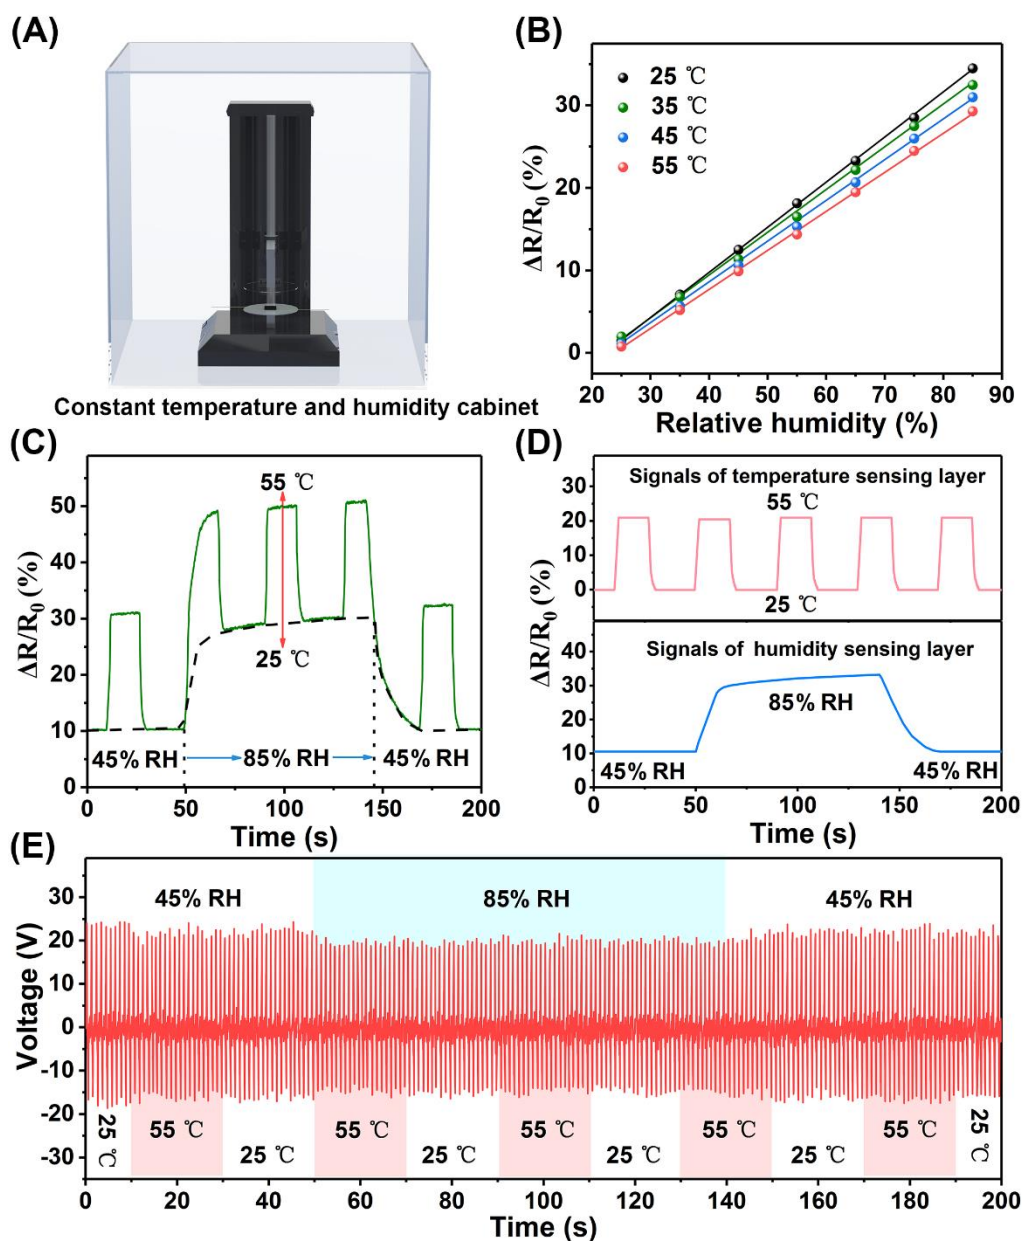 (A)
Constant temperature and humidity cabinet
(B)
25 ℃
35 ℃
45 ℃
55 ℃
ΔR/R0 (%)
30
20
10
0
20 30 40 50 60 70 80 90
Relative humidity (%)
(C)
55 ℃
25 ℃
ΔR/R0 (%)
50
40
30
20
10
0
45% RH
85% RH
45% RH
0 50 100 150 200
Time (s)
(D)
Signals of temperature sensing layer
55 ℃
25 ℃
30
20
10
0
ΔR/R0 (%)
Signals of humidity sensing layer
85% RH
45% RH
45% RH
40
30
20
10
0
0 50 100 150 200
Time (s)
(E)
45% RH
85% RH
45% RH
Voltage (V)
30
20
10
0
-10
-20
-30
25 ℃
55 ℃
25 ℃
55 ℃
25 ℃
55 ℃
25 ℃
55 ℃
25 ℃
55 ℃
25 ℃
0 20 40 60 80 100 120 140 160 180 200
Time (s)